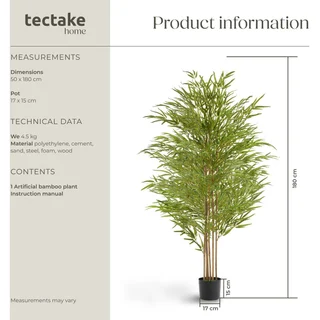 tectake
home
Product information
MEASUREMENTS
Dimensions
50 x 180 cm
Pot
17 x 15 cm
TECHNICAL DATA
We 4.5 kg
Material polyethylene, cement,
sand, steel, foam, wood
CONTENTS
1 Artificial bamboo plant
Instruction manual
Measurements may vary
180 cm
15 cm
17 cm